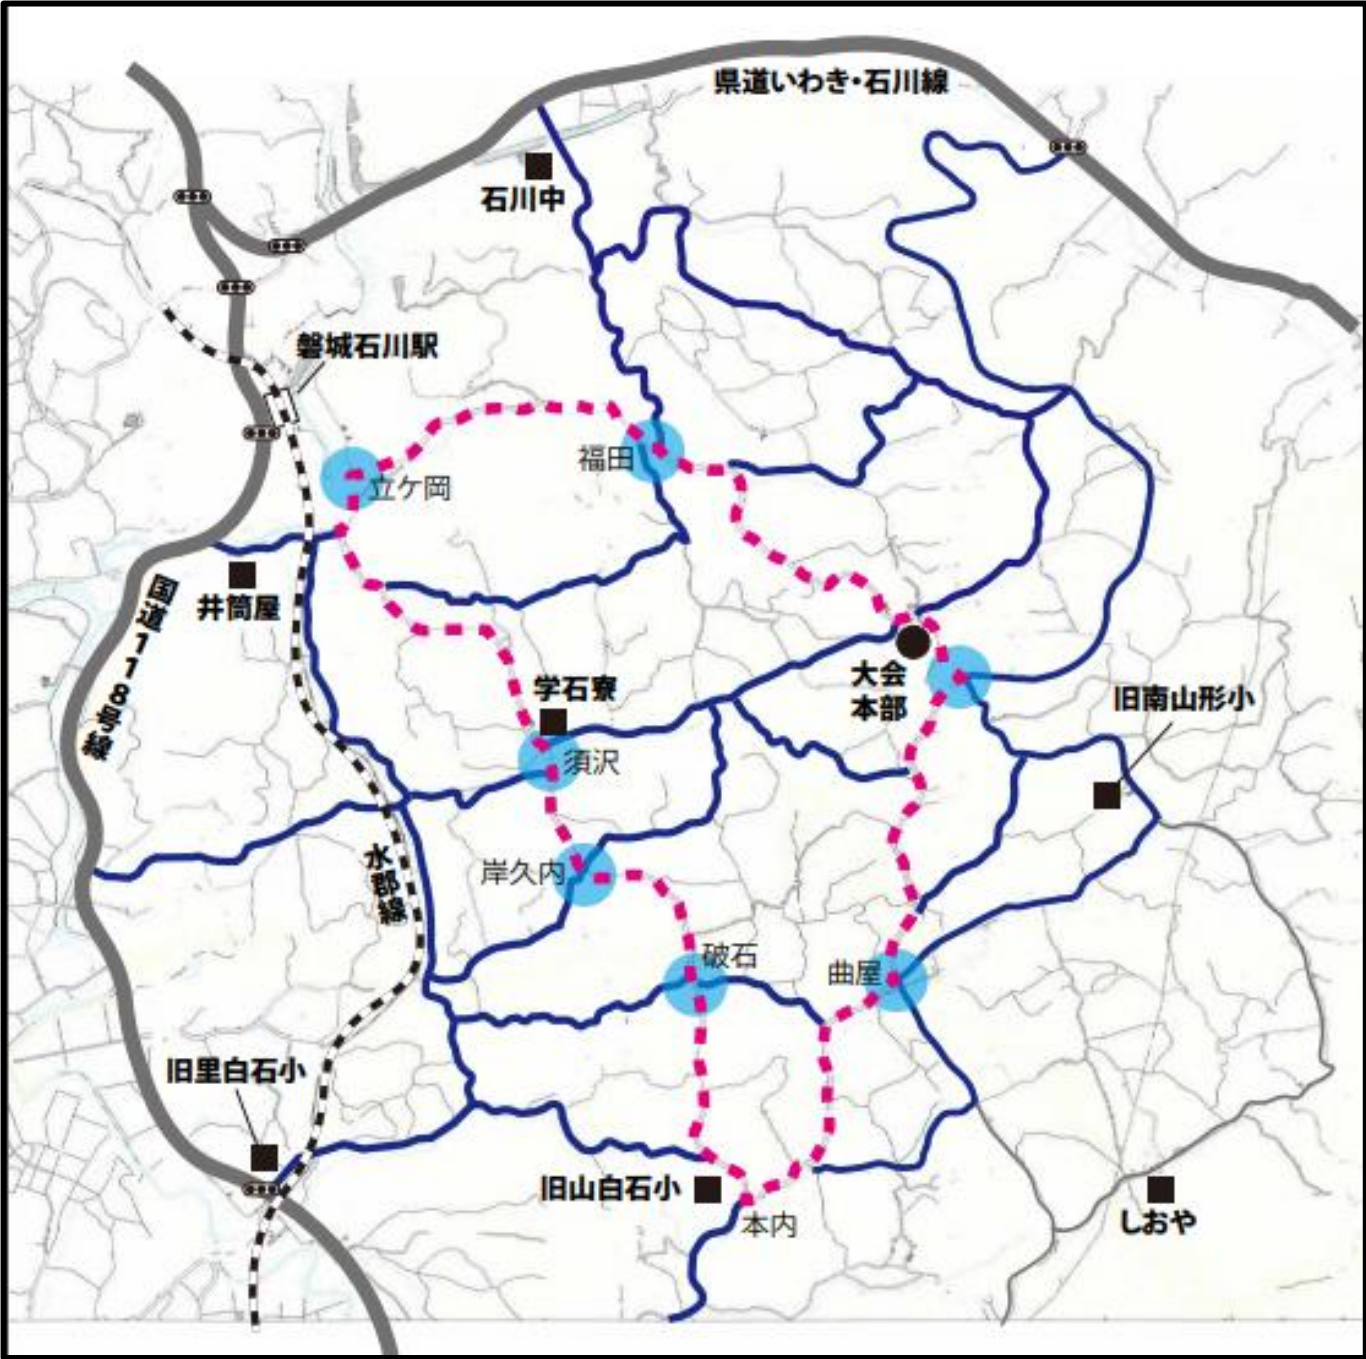 県道いわき・石川線
石川中
磐城石川駅
福田
立ケ岡
国道118号線
井筒屋
学石寮
大会
本部
旧南山形小
須沢
水郡線
岸久内
破石
曲屋
旧里白石小
旧山白石小
本内
しおや